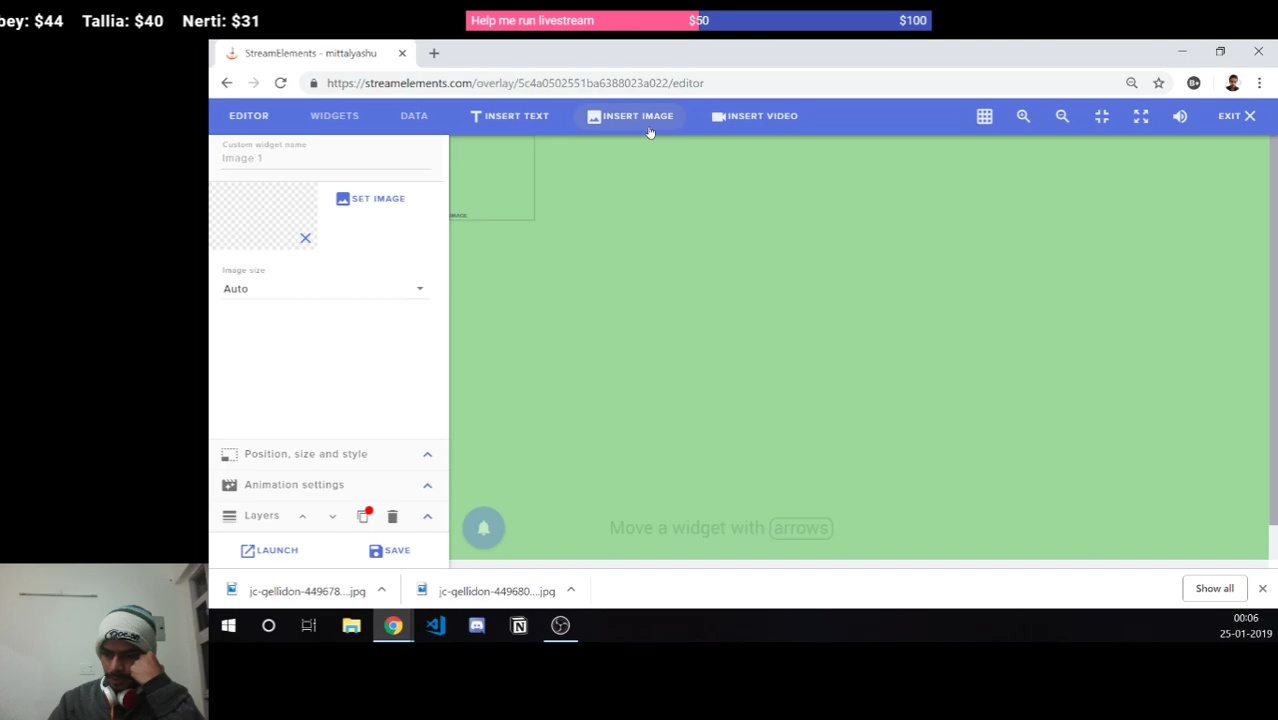 bey: $44 Tallia: $40 Nerti: $31
Help me run livestream $50 $100
StreamElements - mittalyashu
https://streamelements.com/overlay/5c4a0502551ba6388023a022/editor
EDITOR WIDGETS DATA INSERT TEXT INSERT IMAGE INSERT VIDEO EXIT
Custom widget name
Image 1
SET IMAGE
Image size
Auto
Position, size and style
Animation settings
Layers
Move a widget with arrows
LAUNCH SAVE
jc-gellidon-449678....jpg jc-gellidon-449680....jpg Show all
00:06
25-01-2019